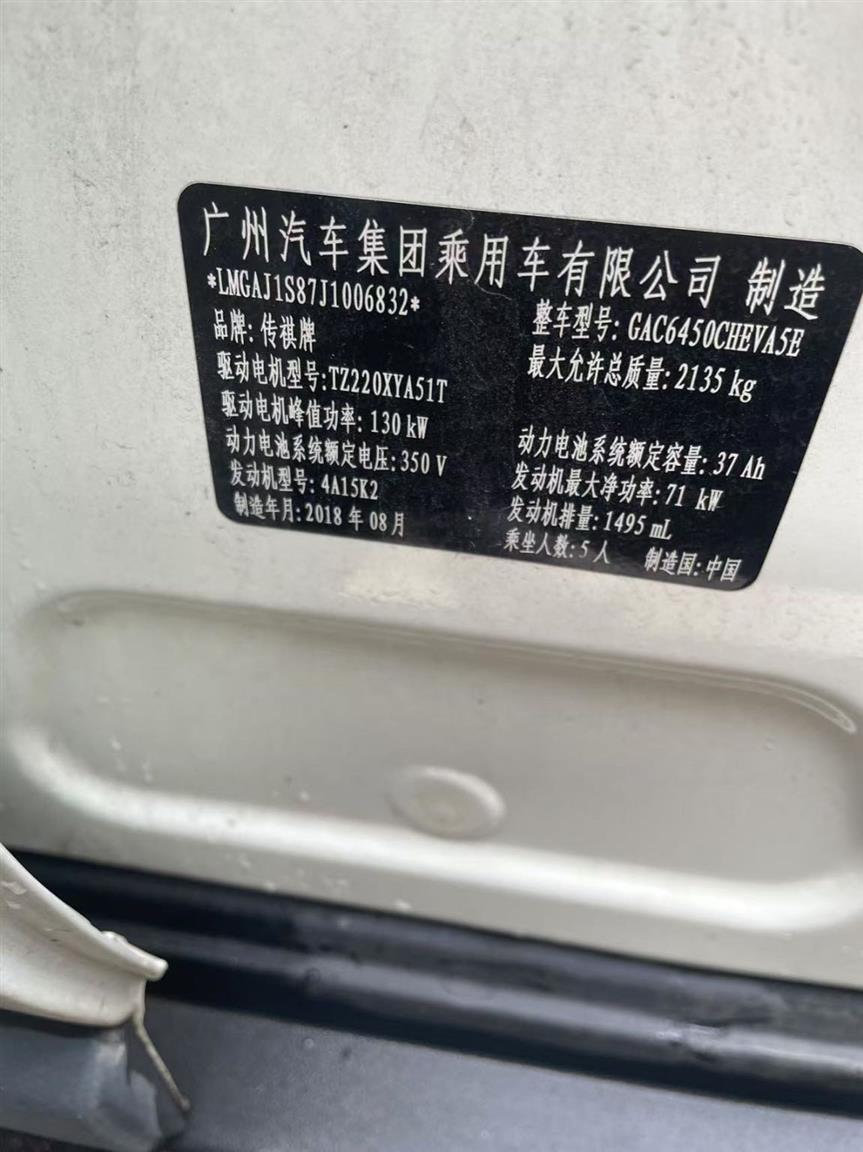 广州汽车集团乘用车有限公司 制造
*LMGAJ1S87J1006832*
整车型号: GAC6450CHEVA5E
品牌: 传祺牌
最大允许总质量: 2135 kg
驱动电机型号: TZ220XYA51T
驱动电机峰值功率: 130 kW
动力电池系统额定容量: 37 Ah
动力电池系统额定电压: 350 V
发动机最大净功率: 71 kW
发动机型号: 4A15K2
发动机排量: 1495 mL
制造年月: 2018 年 08 月
乘坐人数: 5 人 制造国: 中国